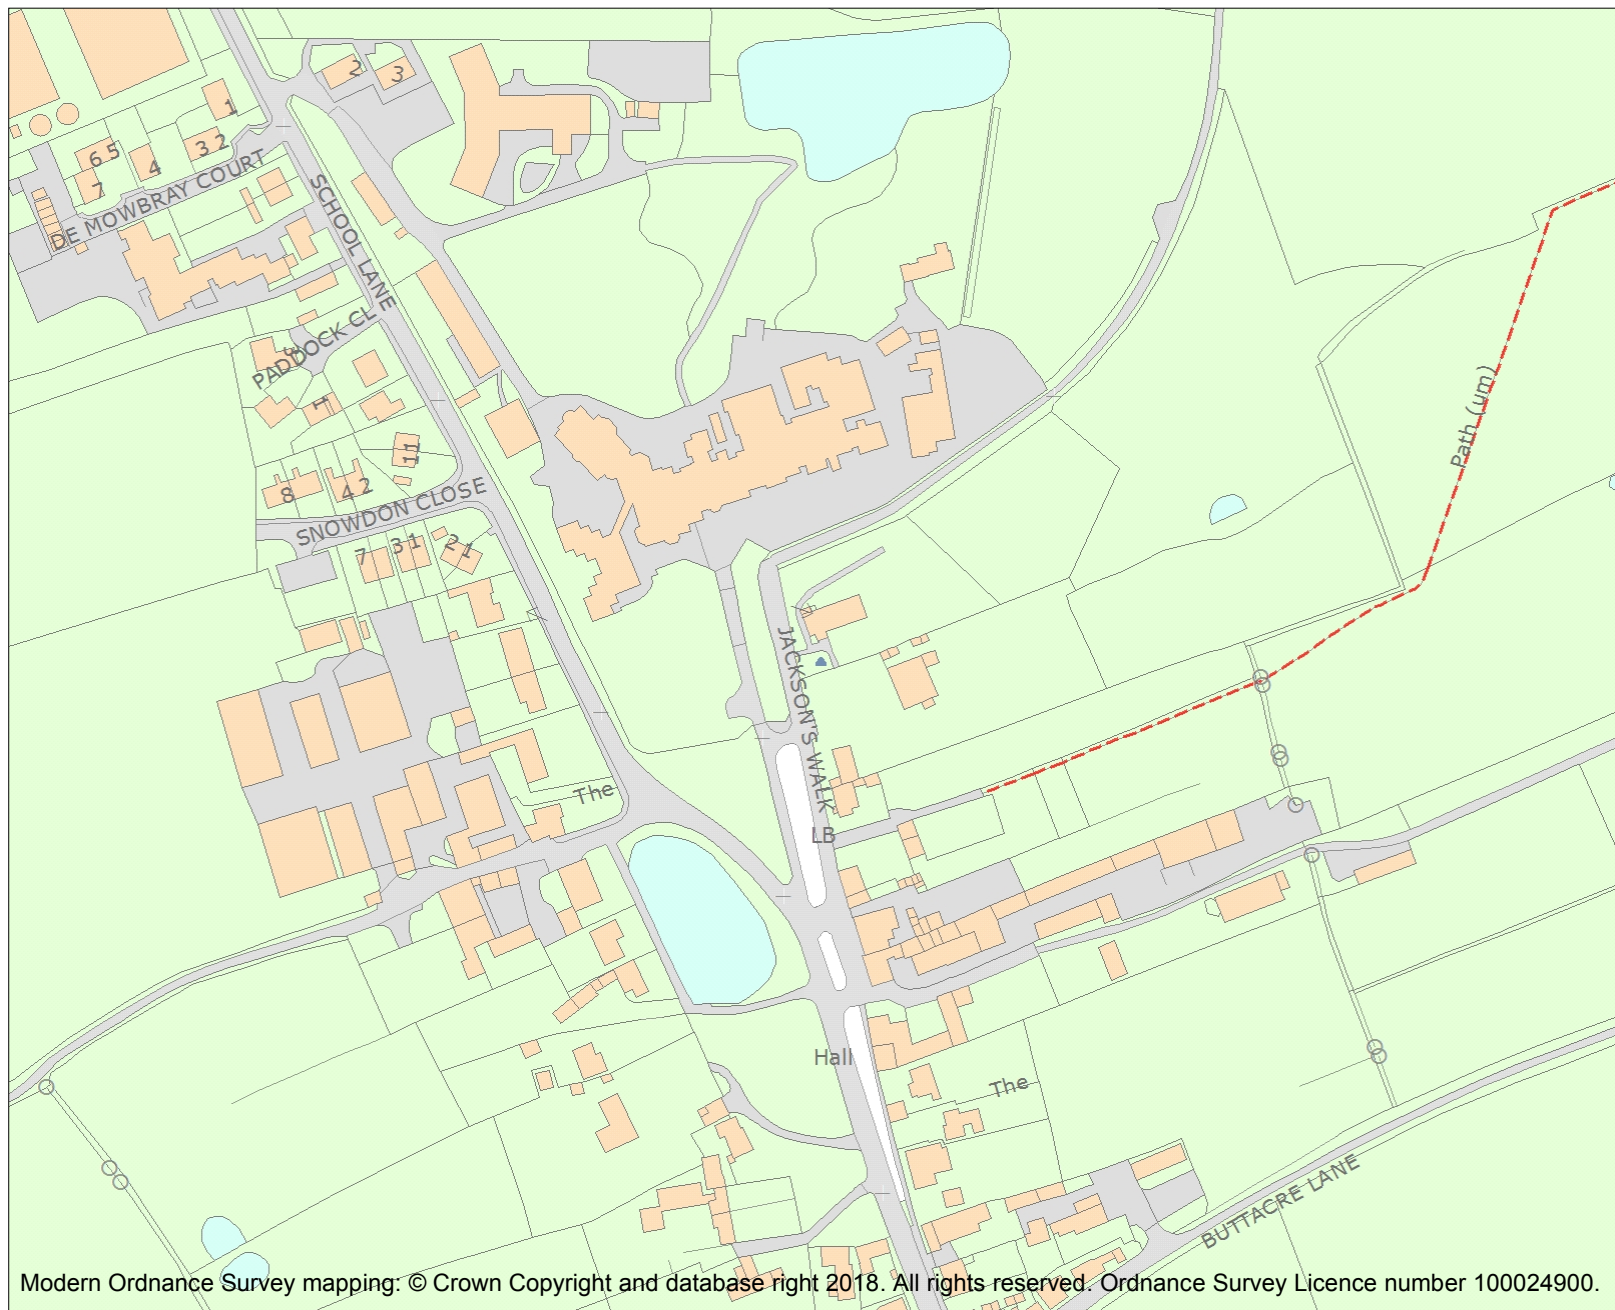 2
3
1
3 2
6 5
4
7
DE MOWBRAY COURT
SCHOOL LANE
PADDOCK CL
3
1
11
8
4 2
SNOWDON CLOSE
7
3 1
2 1
Path (um)
JACKSON'S WALK
The
LB
Hall
The
BUTTACRE LANE
Modern Ordnance Survey mapping: © Crown Copyright and database right 2018. All rights reserved. Ordnance Survey Licence number 100024900.